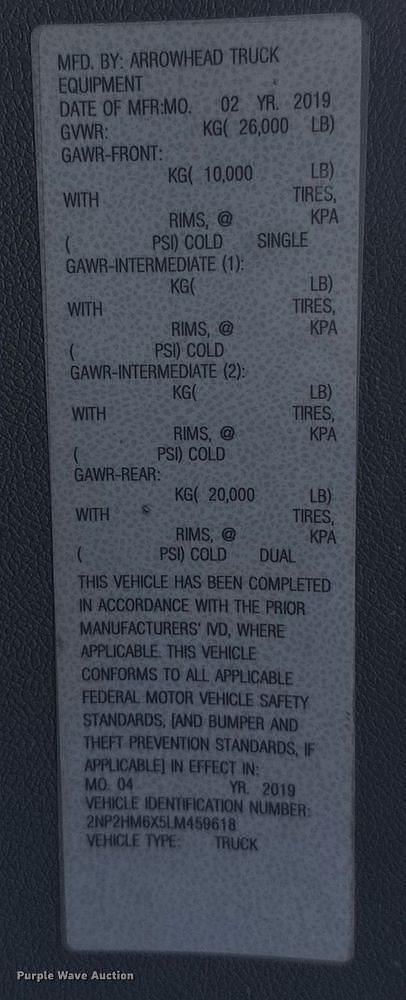 MFD. BY: ARROWHEAD TRUCK
EQUIPMENT
DATE OF MFR:MO. 02 YR. 2019
GVWR: KG( 26,000 LB)
GAWR-FRONT:
KG( 10,000 LB)
WITH TIRES,
RIMS, @ KPA
( PSI) COLD SINGLE
GAWR-INTERMEDIATE (1):
KG( LB)
WITH TIRES,
RIMS, @ KPA
( PSI) COLD
GAWR-INTERMEDIATE (2):
KG( LB)
WITH TIRES,
RIMS, @ KPA
( PSI) COLD
GAWR-REAR:
KG( 20,000 LB)
WITH TIRES,
RIMS, @ KPA
( PSI) COLD DUAL
THIS VEHICLE HAS BEEN COMPLETED
IN ACCORDANCE WITH THE PRIOR
MANUFACTURERS' IVD, WHERE
APPLICABLE. THIS VEHICLE
CONFORMS TO ALL APPLICABLE
FEDERAL MOTOR VEHICLE SAFETY
STANDARDS, [AND BUMPER AND
THEFT PREVENTION STANDARDS, IF
APPLICABLE] IN EFFECT IN:
MO. 04 YR. 2019
VEHICLE IDENTIFICATION NUMBER:
2NP2HM6X5LM459618
VEHICLE TYPE: TRUCK
Purple Wave Auction